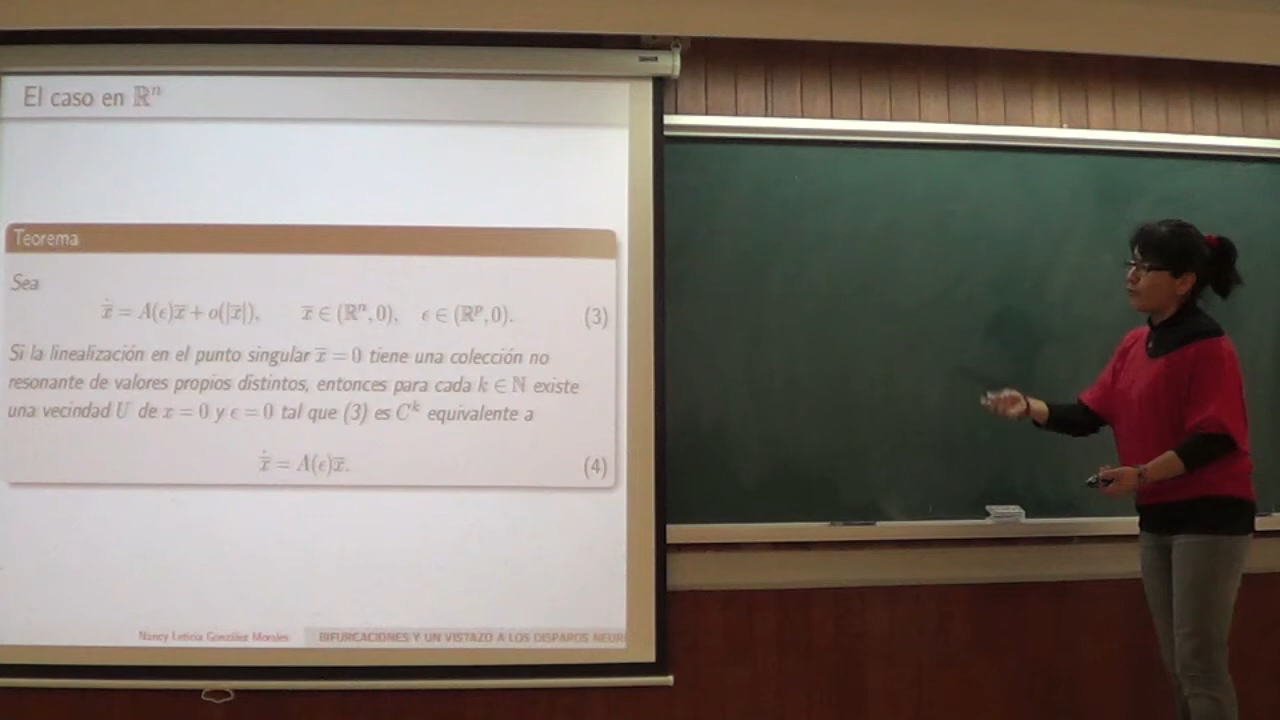 El caso en ℝⁿ
Teorema
Sea
ẋ̅ = A(ϵ)x̅ + o(|x̅|),    x̅ ∈ (ℝⁿ, 0),    ϵ ∈ (ℝᵖ, 0).    (3)
Si la linealización en el punto singular x̅ = 0 tiene una colección no
resonante de valores propios distintos, entonces para cada k ∈ ℕ existe
una vecindad U de x = 0 y ϵ = 0 tal que (3) es Cᵏ equivalente a
ẋ̅ = A(ϵ)x̅.    (4)
Nancy Leticia González Morales    BIFURCACIONES Y UN VISTAZO A LOS DISPAROS NEUR